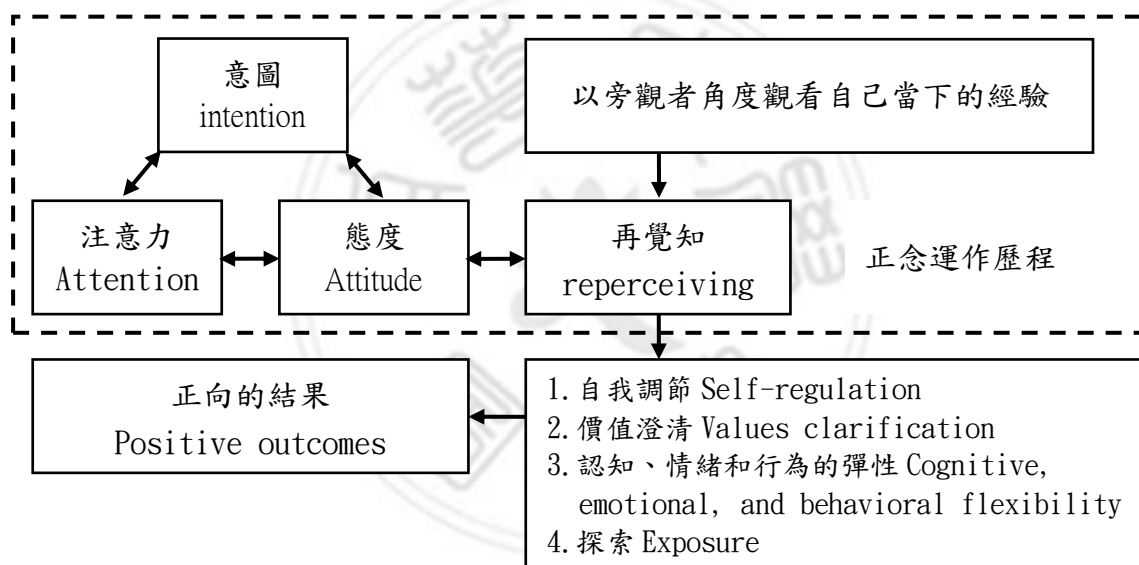 意圖
intention
以旁觀者角度觀看自己當下的經驗
注意力
Attention
態度
Attitude
再覺知
reperceiving
正念運作歷程
正向的結果
Positive outcomes
1.自我調節 Self-regulation
2.價值澄清 Values clarification
3.認知、情緒和行為的彈性 Cognitive,
emotional, and behavioral flexibility
4.探索 Exposure